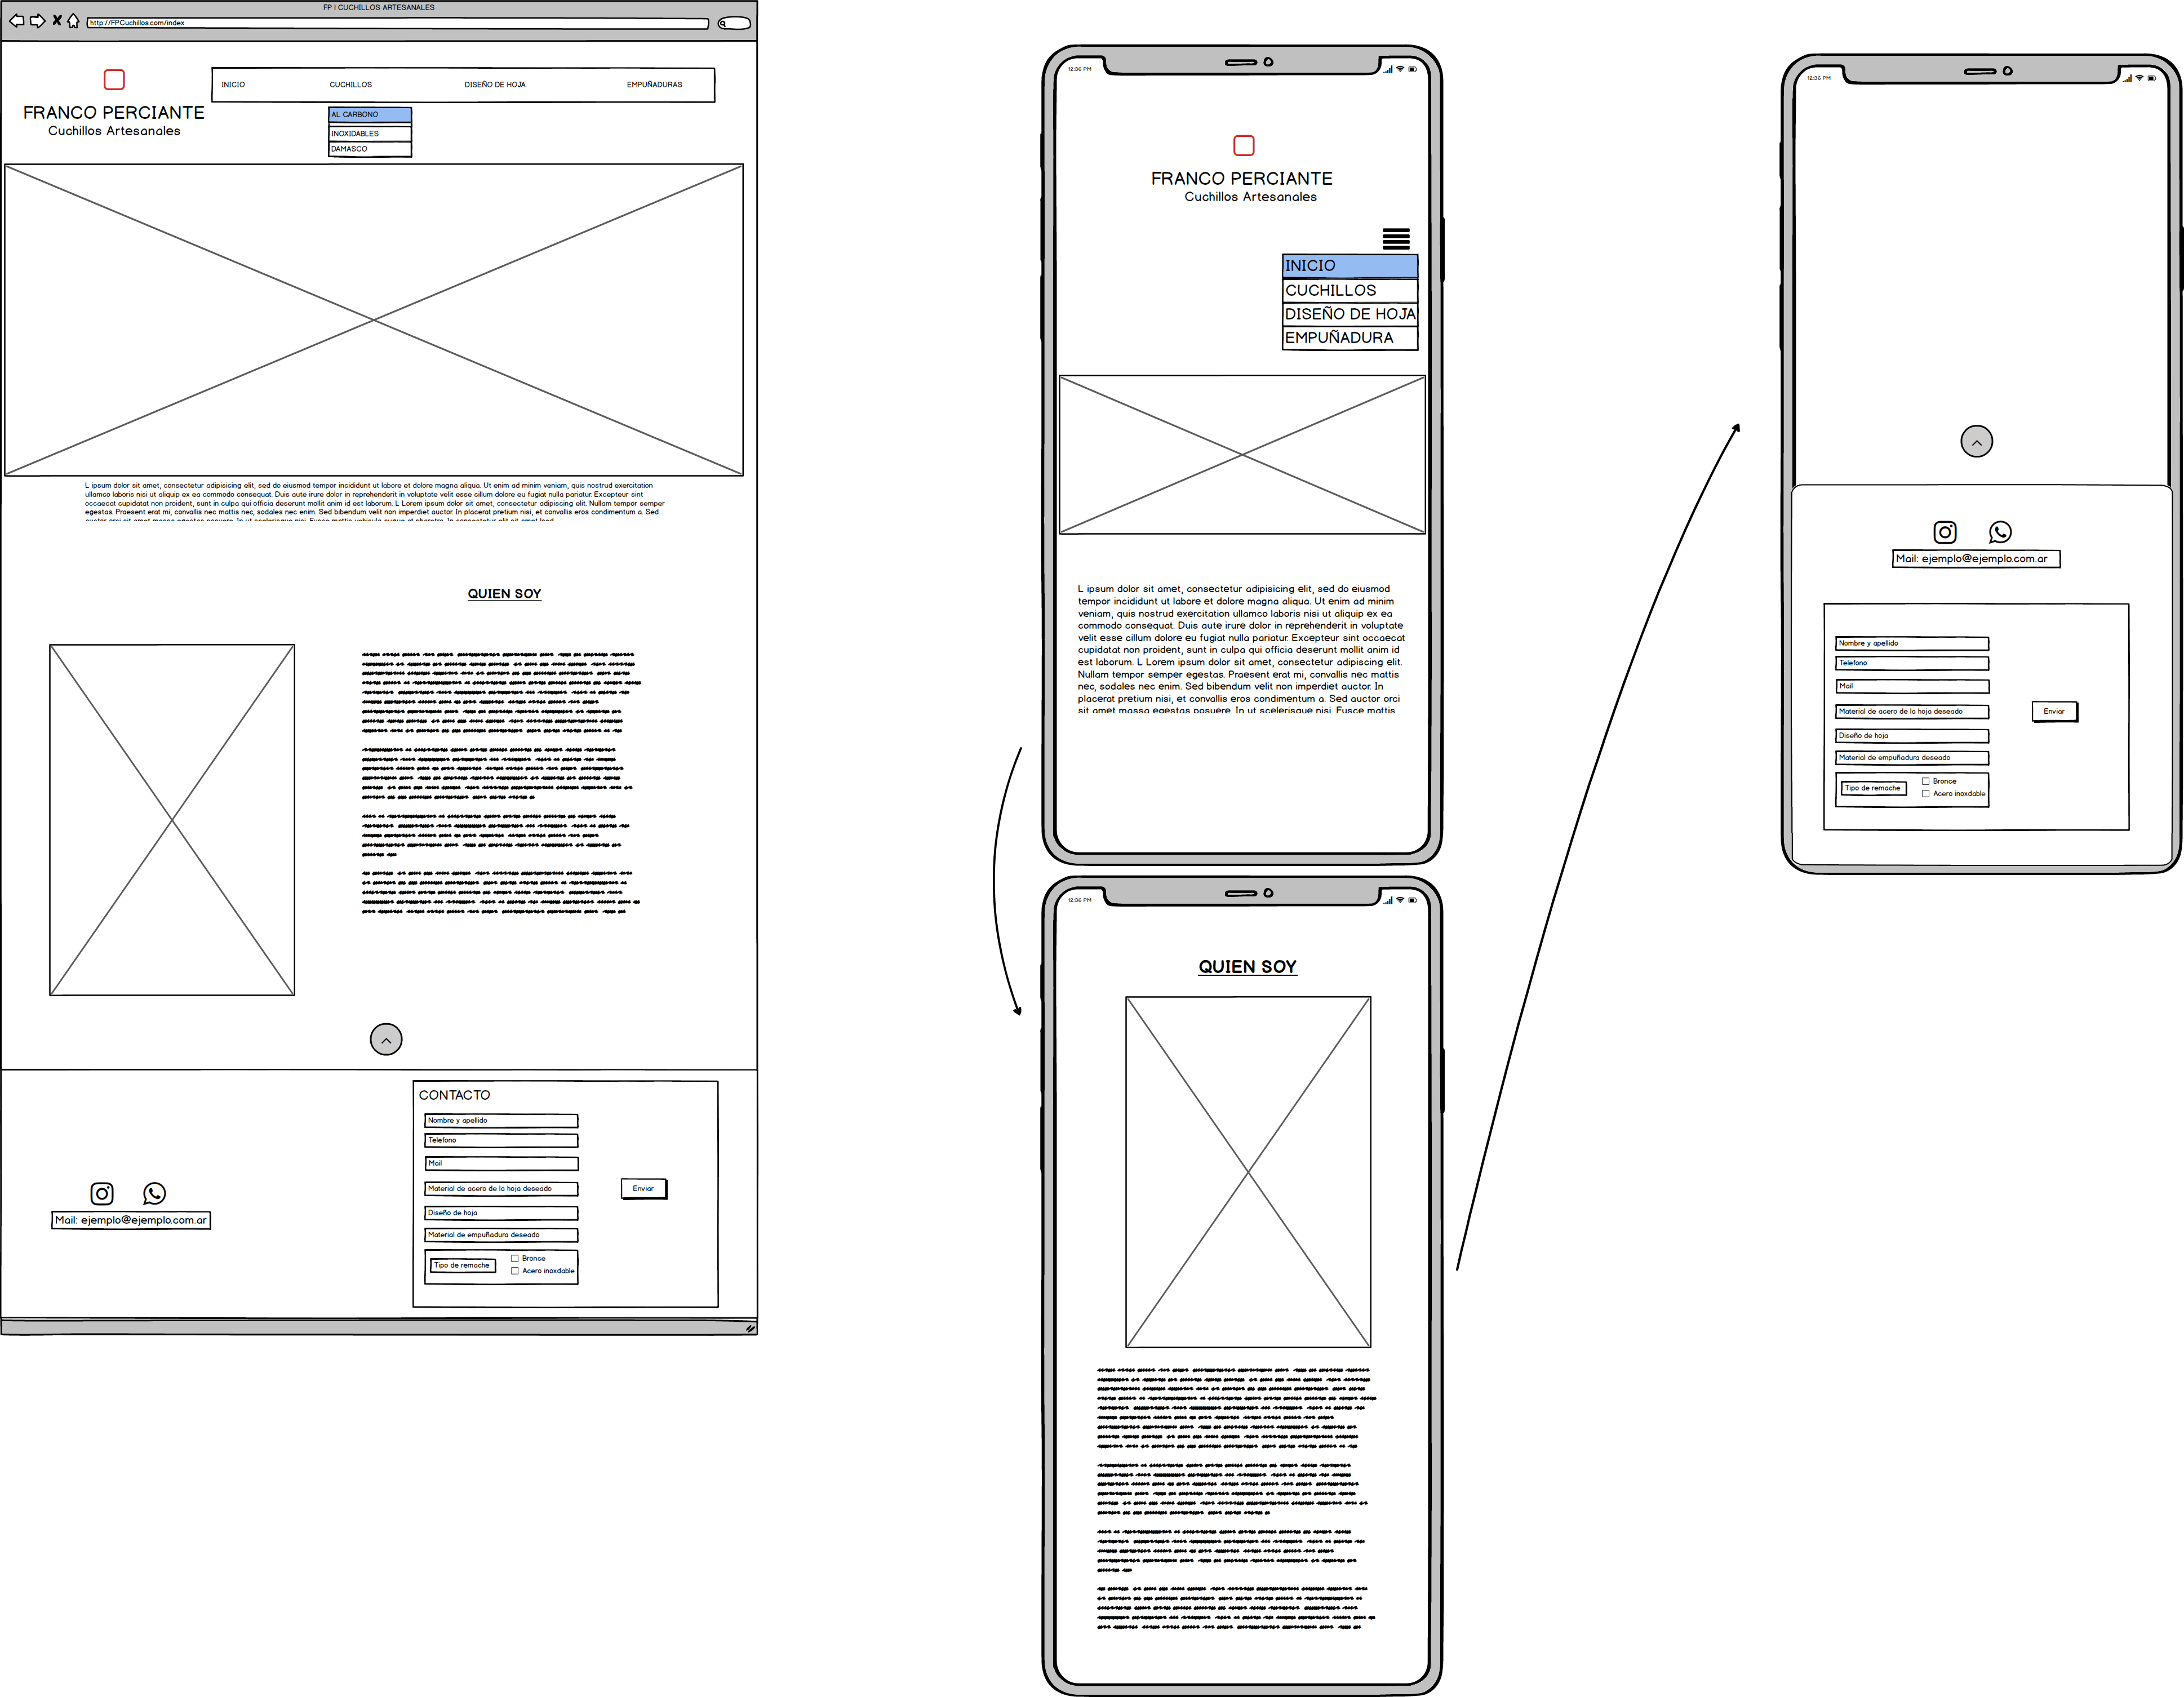 FP | CUCHILLOS ARTESANALES
http://FPCuchillos.com/index
FRANCO PERCIANTE
Cuchillos Artesanales
INICIO
CUCHILLOS
DISEÑO DE HOJA
EMPUÑADURAS
AL CARBONO
INOXIDABLES
DAMASCO
L ipsum dolor sit amet, consectetur adipisicing elit, sed do eiusmod tempor incididunt ut labore et dolore magna aliqua. Ut enim ad minim veniam, quis nostrud exercitation
ullamco laboris nisi ut aliquip ex ea commodo consequat. Duis aute irure dolor in reprehenderit in voluptate velit esse cillum dolore eu fugiat nulla pariatur. Excepteur sint
occaecat cupidatat non proident, sunt in culpa qui officia deserunt mollit anim id est laborum. L Lorem ipsum dolor sit amet, consectetur adipiscing elit. Nullam tempor semper
egestas. Praesent erat mi, convallis nec mattis nec, sodales nec enim. Sed bibendum velit non imperdiet auctor. In placerat pretium nisi, et convallis eros condimentum a. Sed
auctor orci sit amet massa egestas posuere. In ut scelerisque nisi. Fusce mattis
QUIEN SOY
Mail: ejemplo@ejemplo.com.ar
CONTACTO
Nombre y apellido
Telefono
Mail
Material de acero de la hoja deseado
Diseño de hoja
Material de empuñadura deseado
Tipo de remache
Bronce
Acero inoxdable
Enviar
12:36 PM
FRANCO PERCIANTE
Cuchillos Artesanales
INICIO
CUCHILLOS
DISEÑO DE HOJA
EMPUÑADURA
L ipsum dolor sit amet, consectetur adipisicing elit, sed do eiusmod
tempor incididunt ut labore et dolore magna aliqua. Ut enim ad minim
veniam, quis nostrud exercitation ullamco laboris nisi ut aliquip ex ea
commodo consequat. Duis aute irure dolor in reprehenderit in voluptate
velit esse cillum dolore eu fugiat nulla pariatur. Excepteur sint occaecat
cupidatat non proident, sunt in culpa qui officia deserunt mollit anim id
est laborum. L Lorem ipsum dolor sit amet, consectetur adipiscing elit.
Nullam tempor semper egestas. Praesent erat mi, convallis nec mattis
nec, sodales nec enim. Sed bibendum velit non imperdiet auctor. In
placerat pretium nisi, et convallis eros condimentum a. Sed auctor orci
sit amet massa egestas posuere. In ut scelerisque nisi. Fusce mattis
12:36 PM
QUIEN SOY
12:36 PM
Mail: ejemplo@ejemplo.com.ar
Nombre y apellido
Telefono
Mail
Material de acero de la hoja deseado
Diseño de hoja
Material de empuñadura deseado
Tipo de remache
Bronce
Acero inoxdable
Enviar